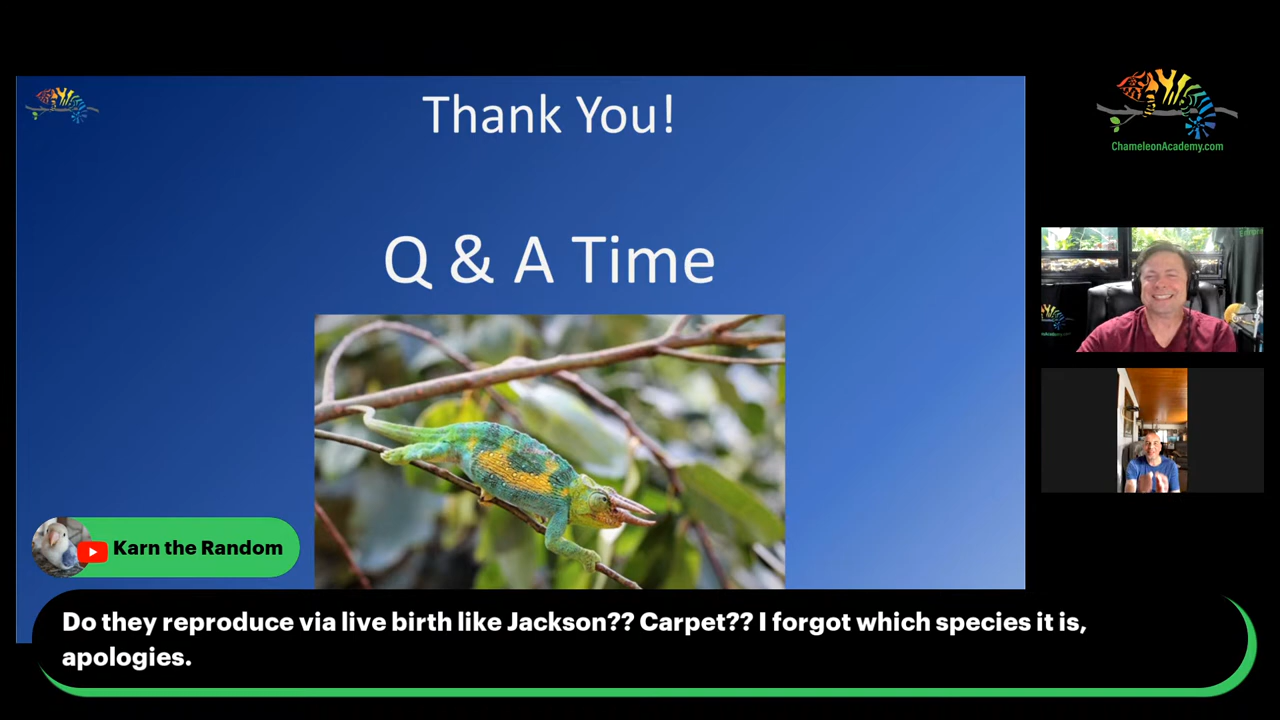 Thank You!
Q & A Time
ChameleonAcademy.com
Karn the Random
Do they reproduce via live birth like Jackson?? Carpet?? I forgot which species it is,
apologies.